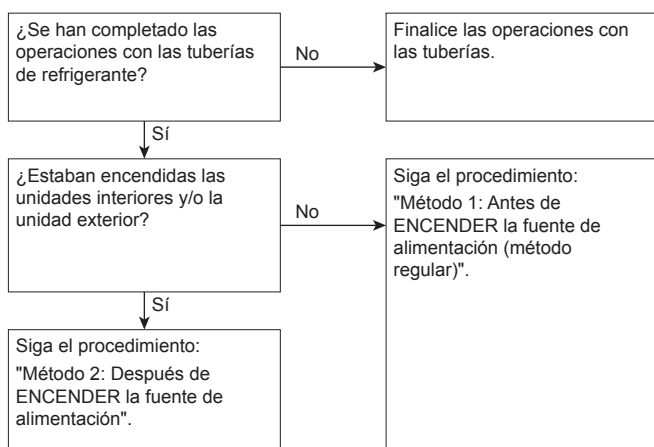 ¿Se han completado las
operaciones con las tuberías
de refrigerante?
No
Finalice las operaciones con
las tuberías.
Sí
¿Estaban encendidas las
unidades interiores y/o la
unidad exterior?
No
Siga el procedimiento:
"Método 1: Antes de
ENCENDER la fuente de
alimentación (método
regular)".
Sí
Siga el procedimiento:
"Método 2: Después de
ENCENDER la fuente de
alimentación".